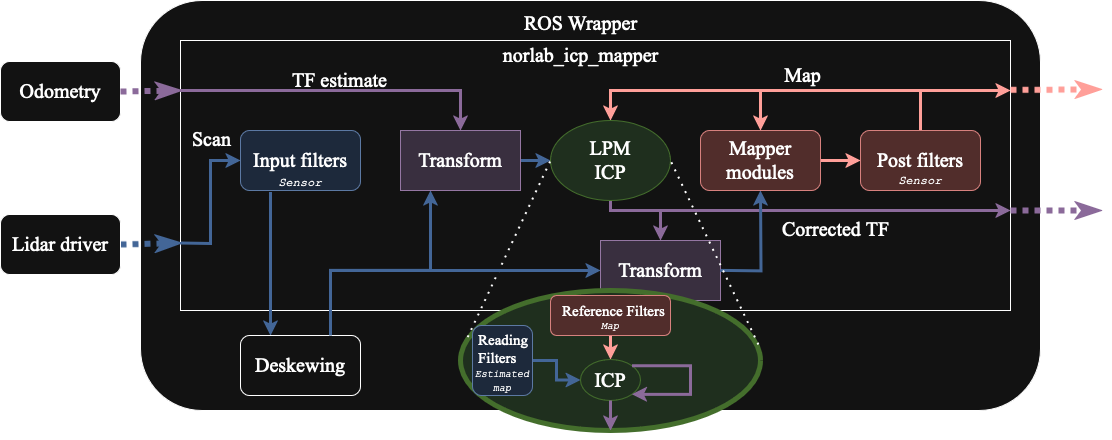 ROS Wrapper
norlab_icp_mapper
Odometry
TF estimate
Map
Scan
Input filters
Sensor
Transform
LPM
ICP
Mapper
modules
Post filters
Sensor
Lidar driver
Corrected TF
Transform
Reference Filters
Map
Reading
Filters
Estimated
map
ICP
Deskewing